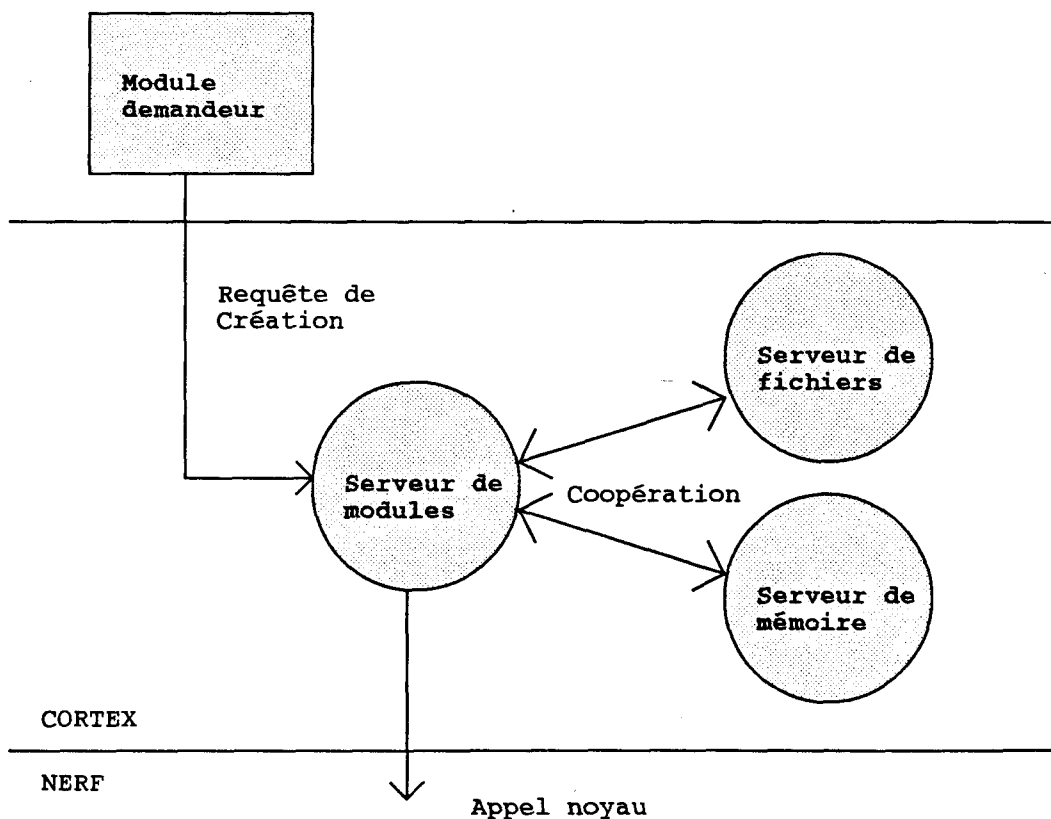 Module
demandeur
Requête de
Création
Serveur de
fichiers
Serveur de
modules
Coopération
Serveur de
mémoire
CORTEX
NERF
Appel noyau